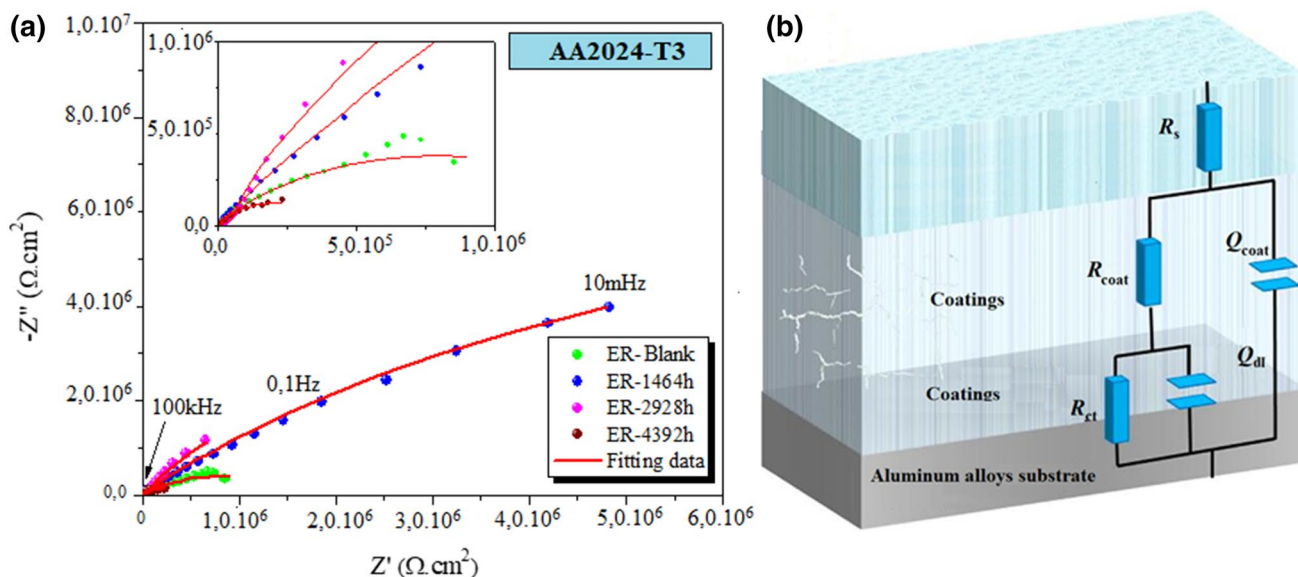 (a)
AA2024-T3
-Z'' (Ω.cm²)
1,0.10⁷
8,0.10⁶
6,0.10⁶
4,0.10⁶
2,0.10⁶
0,0
1,0.10⁶
5,0.10⁵
0,0
0,0 5,0.10⁵ 1,0.10⁶
10mHz
0,1Hz
100kHz
ER-Blank
ER-1464h
ER-2928h
ER-4392h
Fitting data
0 1,0.10⁶ 2,0.10⁶ 3,0.10⁶ 4,0.10⁶ 5,0.10⁶ 6,0.10⁶
Z' (Ω.cm²)
(b)
Rs
Rcoat
Qcoat
Coatings
Qdl
Coatings
Rct
Aluminum alloys substrate